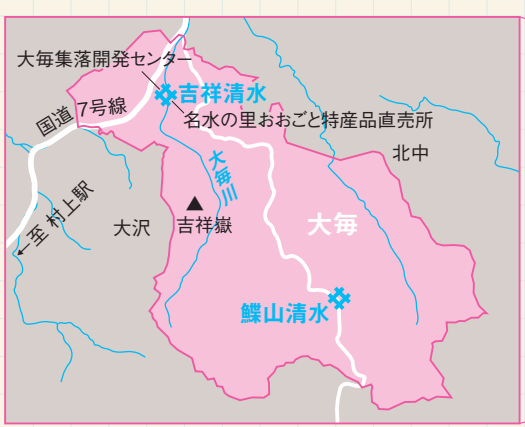 大毎集落開発センター
吉祥清水
国道7号線
名水の里おおごと特産品直売所
大毎川
北中
←至 村上駅
大沢
吉祥嶽
大毎
鰈山清水